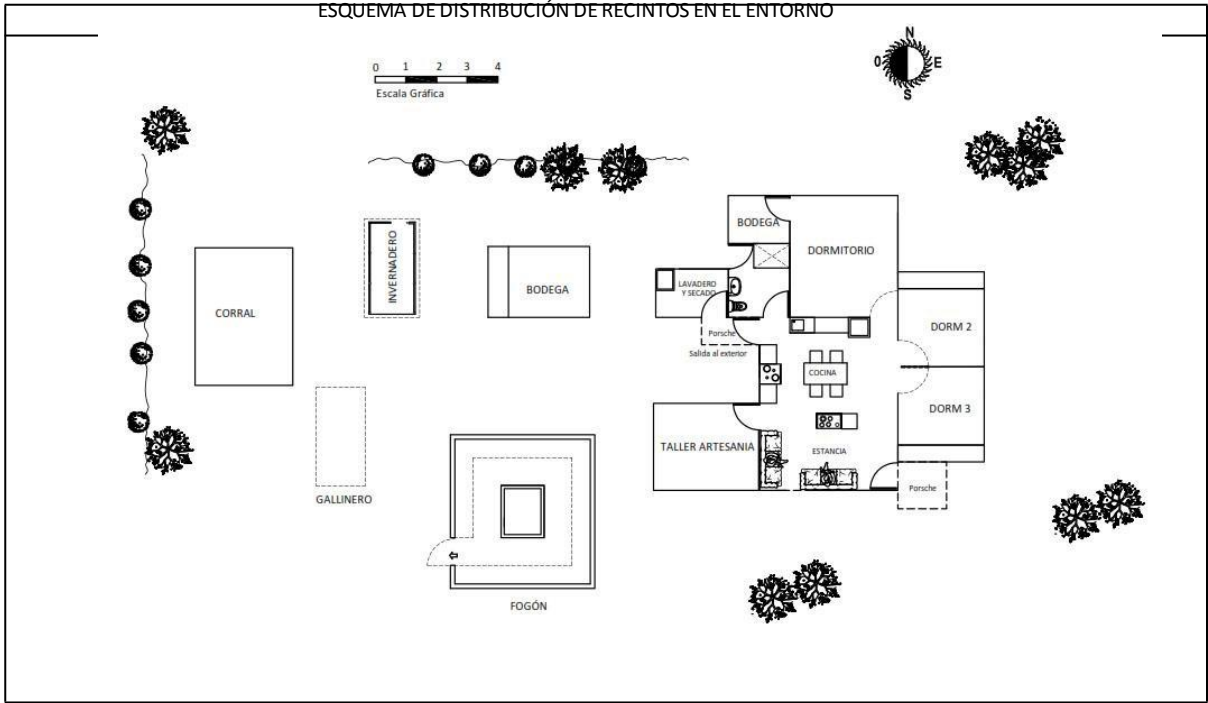 ESQUEMA DE DISTRIBUCIÓN DE RECINTOS EN EL ENTORNO
N
O E
S
0 1 2 3 4
Escala Gráfica
BODEGA
DORMITORIO
INVERNADERO
LAVADERO
Y SECADO
BODEGA
CORRAL
DORM 2
Porsche
Salida al exterior
COCINA
DORM 3
TALLER ARTESANIA
ESTANCIA
Porsche
GALLINERO
FOGÓN